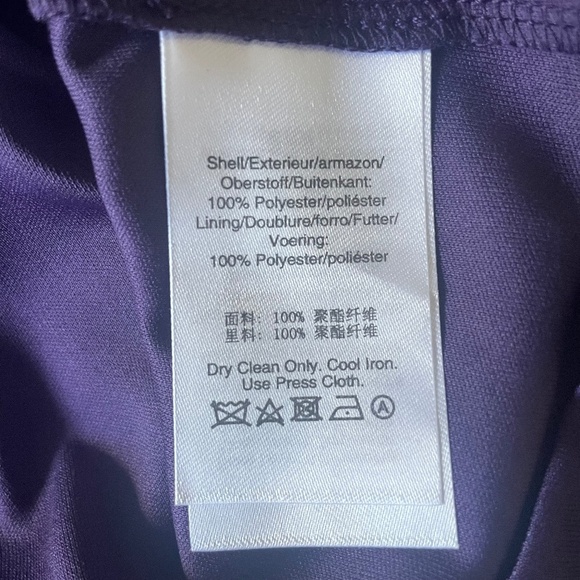 Shell/Exterieur/armazon/
Oberstoff/Buitenkant:
100% Polyester/poliéster
Lining/Doublure/forro/Futter/
Voering:
100% Polyester/poliéster
面料: 100% 聚酯纤维
里料: 100% 聚酯纤维
Dry Clean Only. Cool Iron.
Use Press Cloth.
A